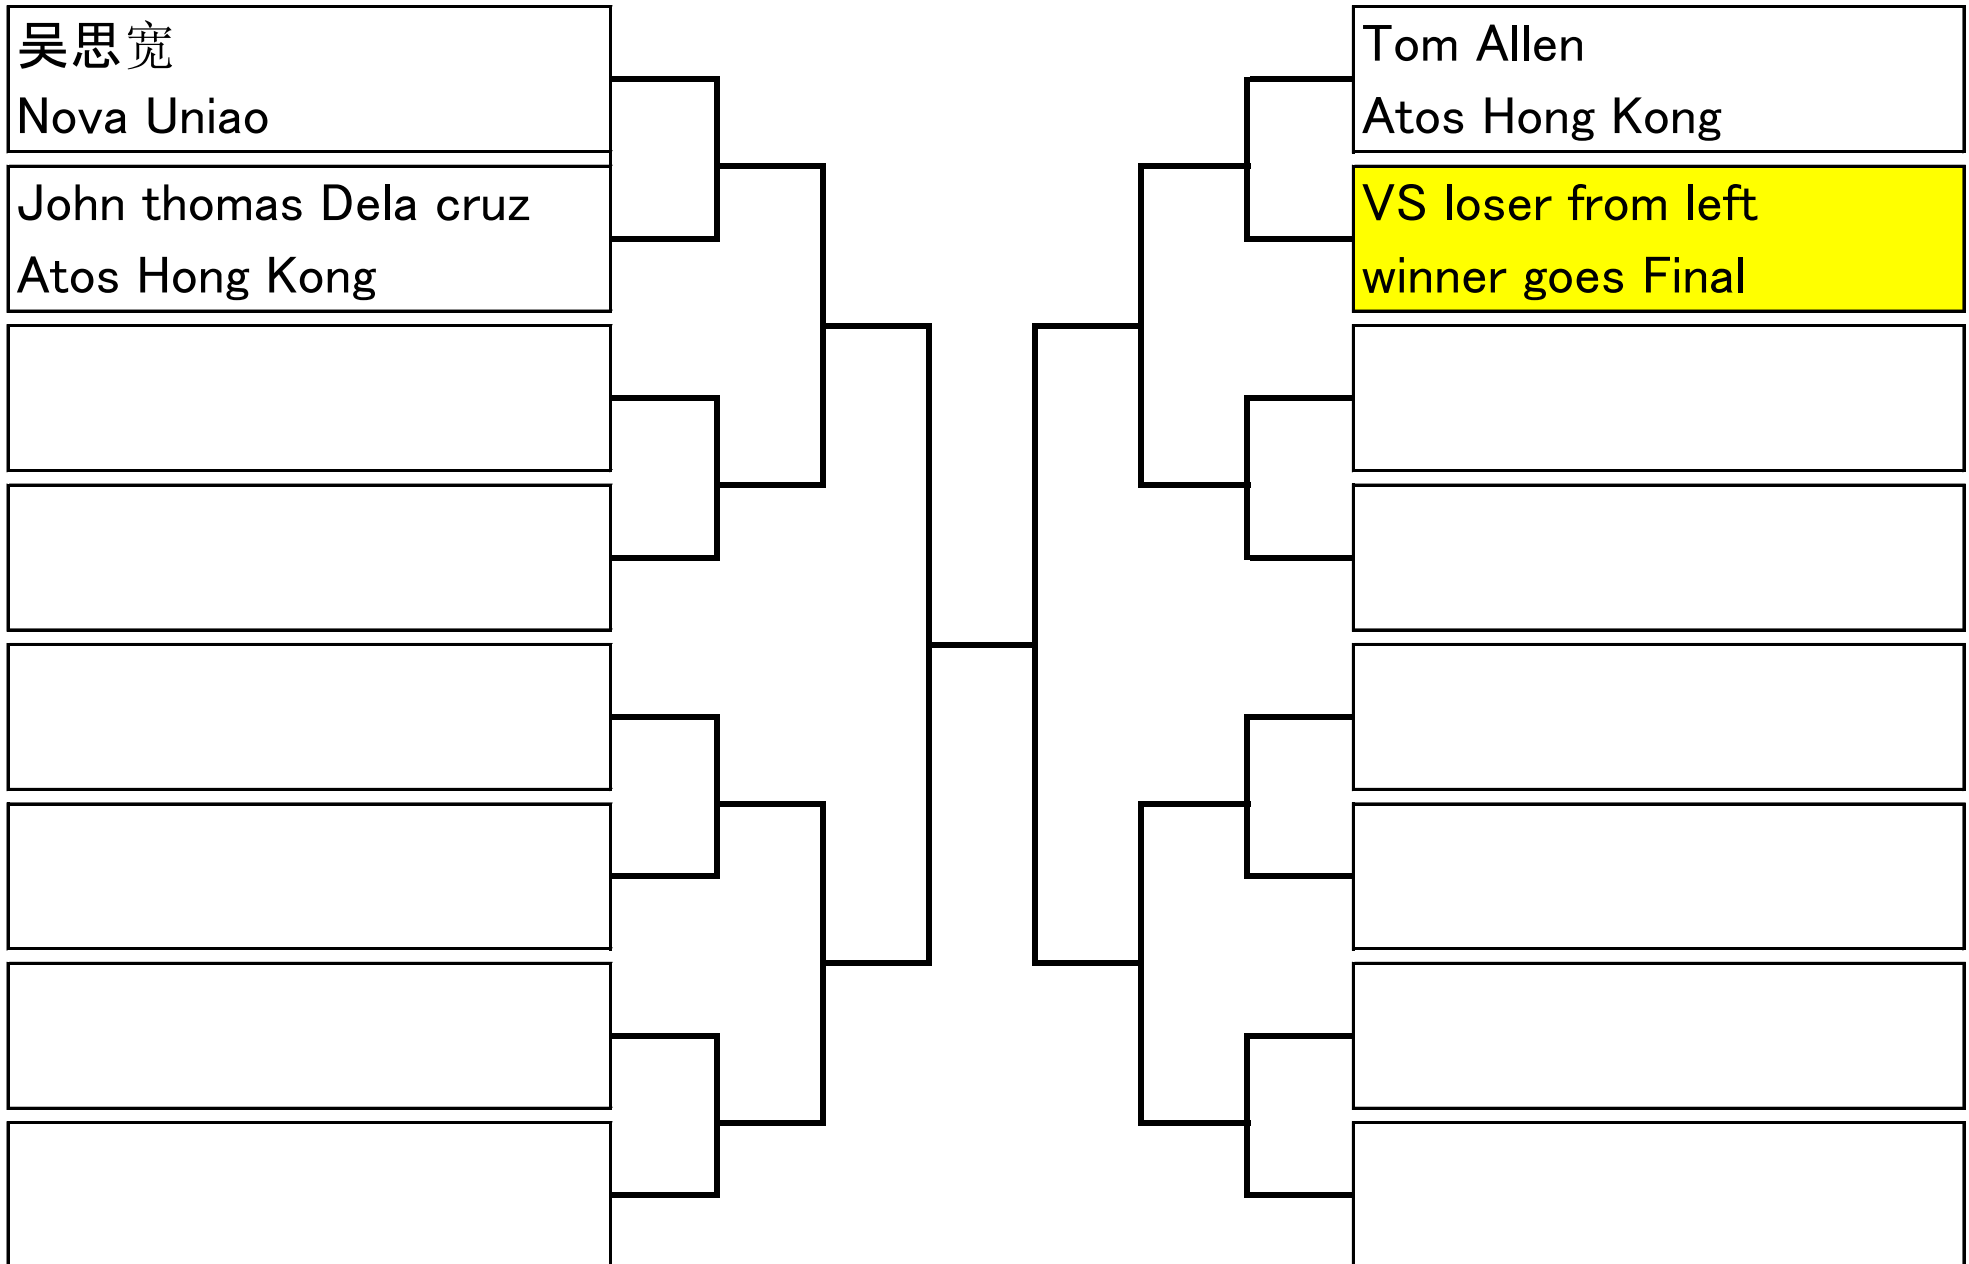 吴思宽
Nova Uniao
John thomas Dela cruz
Atos Hong Kong
Tom Allen
Atos Hong Kong
VS loser from left
winner goes Final